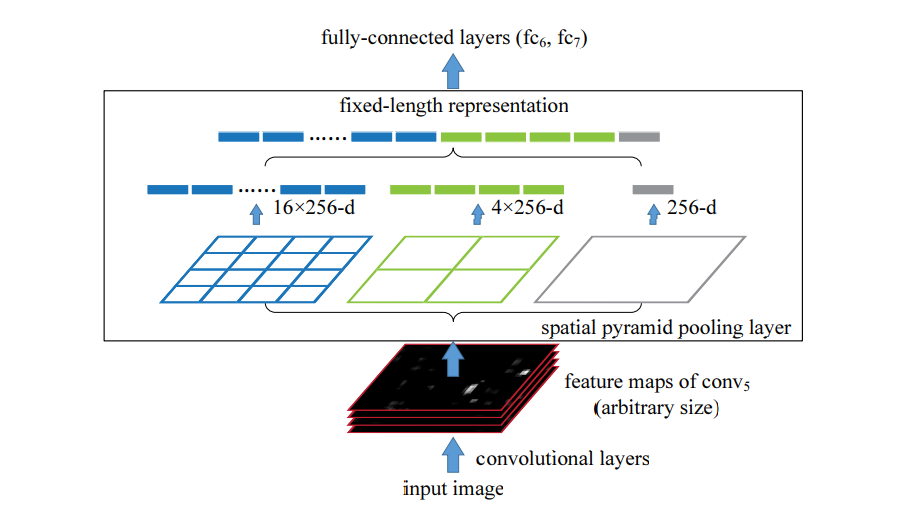 fully-connected layers (fc₆, fc₇)
fixed-length representation
......
......
16×256-d
4×256-d
256-d
spatial pyramid pooling layer
feature maps of conv₅
(arbitrary size)
convolutional layers
input image